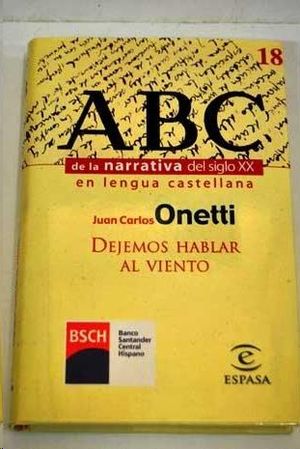 18
ABC
de la narrativa del siglo XX
en lengua castellana
Juan Carlos Onetti
DEJEMOS HABLAR
AL VIENTO
BSCH
Banco
Santander
Central
Hispano
e
ESPASA